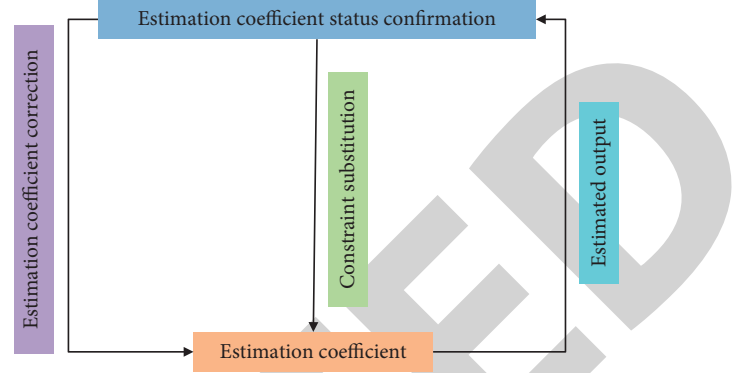 Estimation coefficient status confirmation
Estimation coefficient correction
Constraint substitution
Estimated output
Estimation coefficient